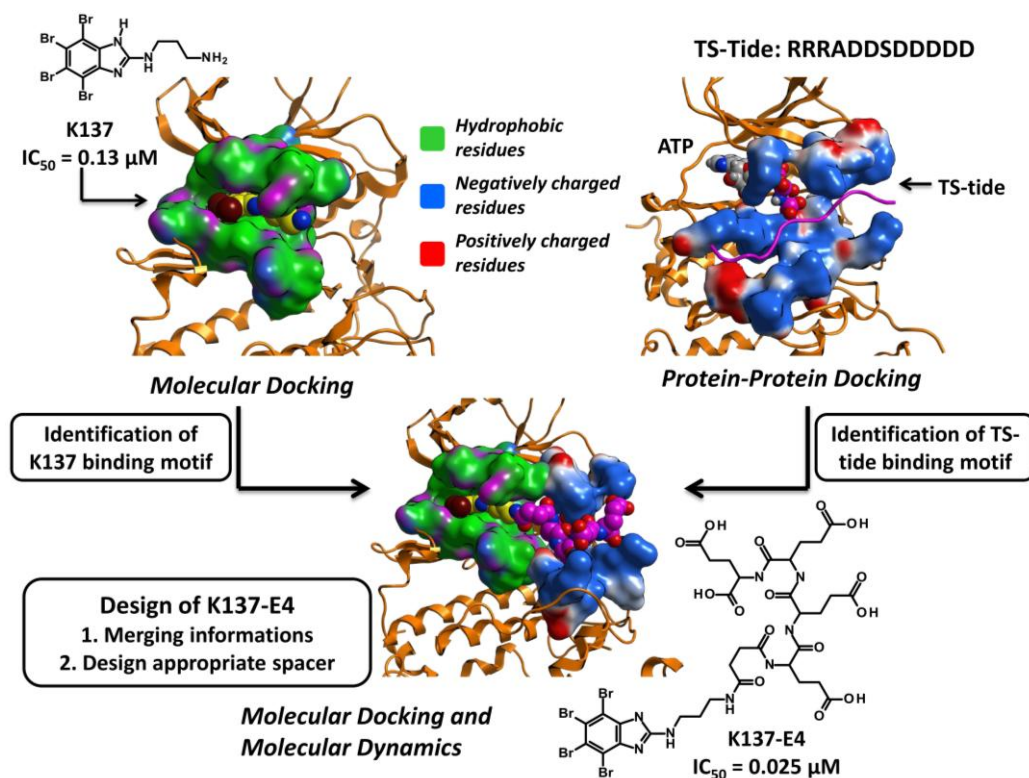 Br
H
Br
N
Br
N
N
H
NH2
Br
K137
IC50 = 0.13 µM
Hydrophobic
residues
Negatively charged
residues
Positively charged
residues
TS-Tide: RRRADDSDDDDD
ATP
TS-tide
Molecular Docking
Protein-Protein Docking
Identification of
K137 binding motif
Identification of TS-
tide binding motif
Design of K137-E4
1. Merging informations
2. Design appropriate spacer
Molecular Docking and
Molecular Dynamics
O
OH
O
OH
O
O
N
N
O
OH
O
O
OH
N
O
O
N
O
O
NH
O
OH
Br
Br
N
N
N
H
Br
Br
K137-E4
IC50 = 0.025 µM